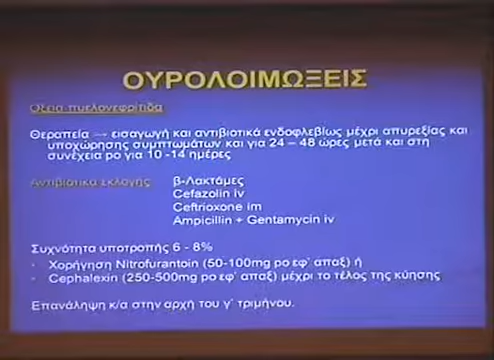 ΟΥΡΟΛΟΙΜΩΞΕΙΣ
Οξεία πυελονεφρίτιδα
Θεραπεία → εισαγωγή και αντιβιοτικά ενδοφλεβίως μέχρι απυρεξίας και
υποχώρησης συμπτωμάτων και για 24 – 48 ώρες μετά και στη
συνέχεια po για 10 -14 ημέρες
Αντιβιοτικά εκλογής: β-Λακτάμες
Cefazolin iv
Ceftrioxone im
Ampicillin + Gentamycin iv
Συχνότητα υποτροπής 6 - 8%
· Χορήγηση Nitrofurantoin (50-100mg po εφ' απαξ) ή
· Cephalexin (250-500mg po εφ' απαξ) μέχρι το τέλος της κύησης
Επανάληψη κ/α στην αρχή του γ' τριμήνου.